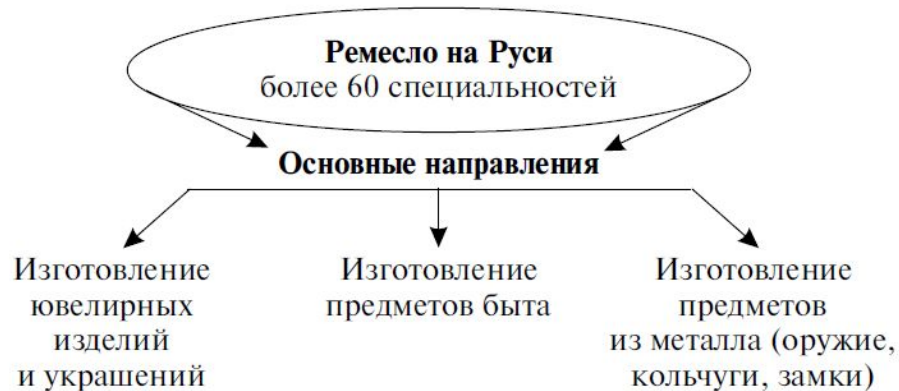 Ремесло на Руси
более 60 специальностей
Основные направления
Изготовление
ювелирных
изделий
и украшений
Изготовление
предметов быта
Изготовление
предметов
из металла (оружие,
кольчуги, замки)